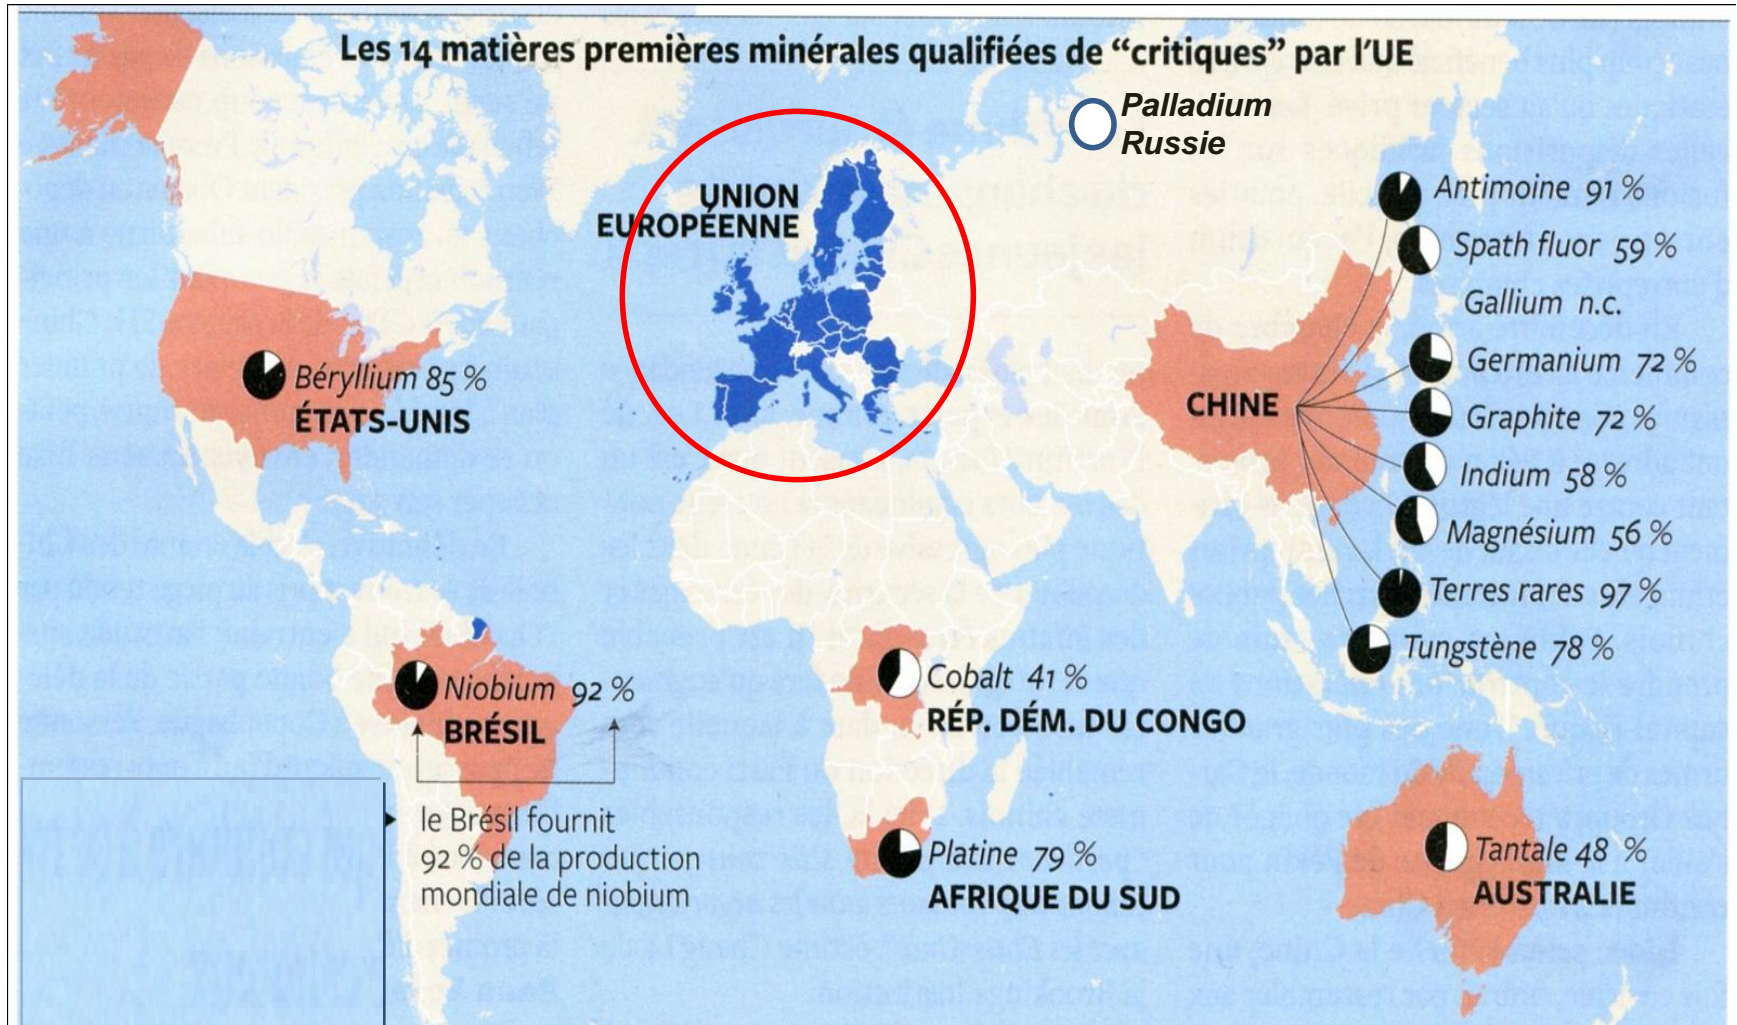 Les 14 matières premières minérales qualifiées de “critiques” par l’UE
Palladium
Russie
UNION
EUROPÉENNE
Antimoine 91 %
Spath fluor 59 %
Gallium n.c.
Germanium 72 %
Graphite 72 %
Indium 58 %
Magnésium 56 %
Terres rares 97 %
Tungstène 78 %
CHINE
Béryllium 85 %
ÉTATS-UNIS
Niobium 92 %
BRÉSIL
le Brésil fournit
92 % de la production
mondiale de niobium
Cobalt 41 %
RÉP. DÉM. DU CONGO
Platine 79 %
AFRIQUE DU SUD
Tantale 48 %
AUSTRALIE